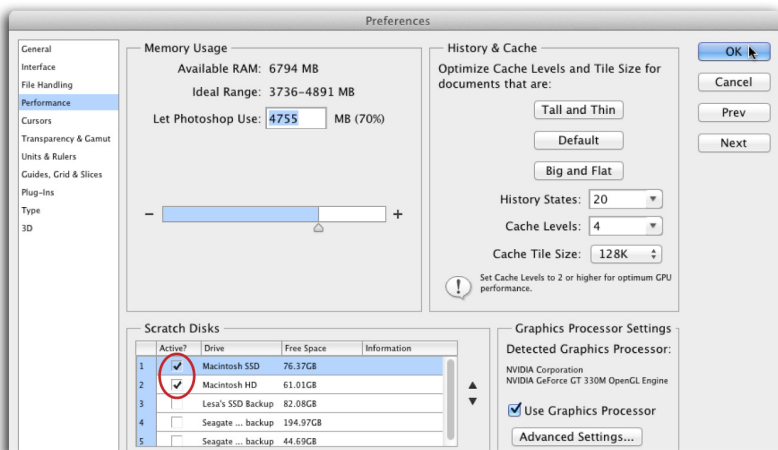 Preferences
General
Interface
File Handling
Performance
Cursors
Transparency & Gamut
Units & Rulers
Guides, Grid & Slices
Plug-Ins
Type
3D
Memory Usage
Available RAM: 6794 MB
Ideal Range: 3736-4891 MB
Let Photoshop Use: 4755 MB (70%)
− +
History & Cache
Optimize Cache Levels and Tile Size for
documents that are:
Tall and Thin
Default
Big and Flat
History States: 20
Cache Levels: 4
Cache Tile Size: 128K
! Set Cache Levels to 2 or higher for optimum GPU
performance.
OK
Cancel
Prev
Next
Scratch Disks
Active? Drive Free Space Information
1 Macintosh SSD 76.37GB
2 Macintosh HD 61.01GB
3 Lesa's SSD Backup 82.08GB
4 Seagate ... backup 194.97GB
5 Seagate ... backup 44.69GB
Graphics Processor Settings
Detected Graphics Processor:
NVIDIA Corporation
NVIDIA GeForce GT 330M OpenGL Engine
Use Graphics Processor
Advanced Settings...